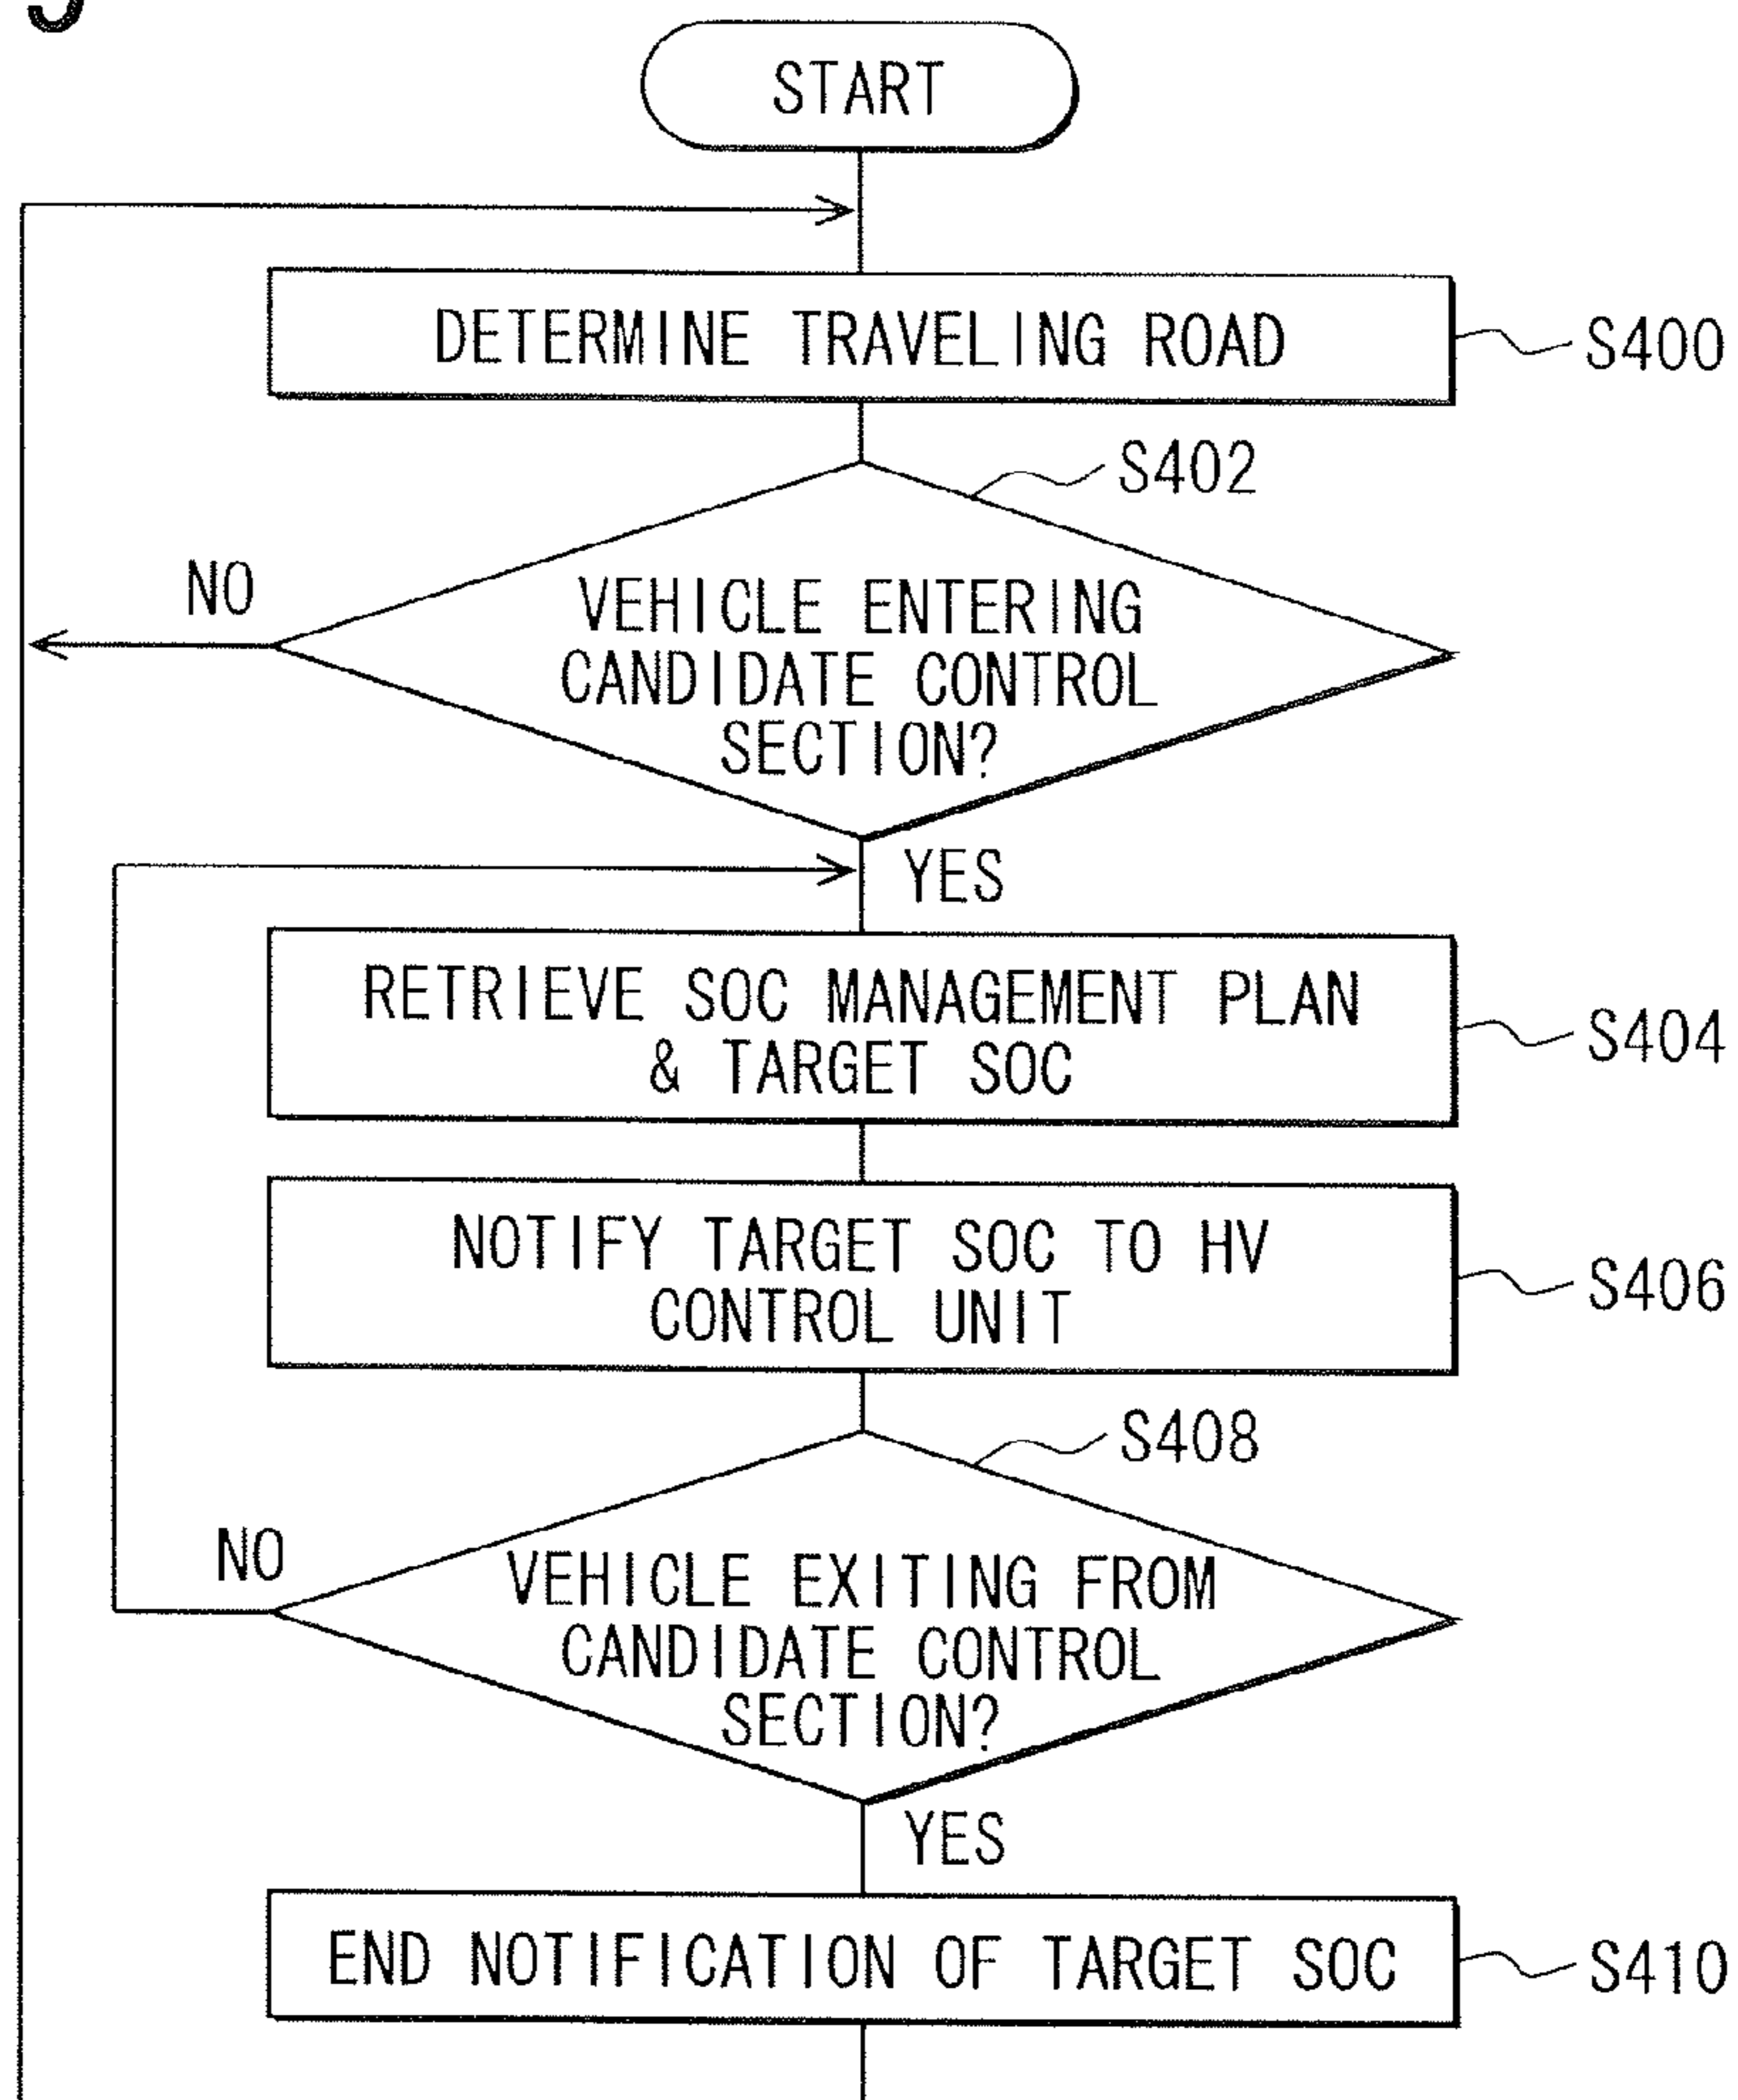 START
DETERMINE TRAVELING ROAD
S400
S402
NO
VEHICLE ENTERING
CANDIDATE CONTROL
SECTION?
YES
RETRIEVE SOC MANAGEMENT PLAN
& TARGET SOC
S404
NOTIFY TARGET SOC TO HV
CONTROL UNIT
S406
S408
NO
VEHICLE EXITING FROM
CANDIDATE CONTROL
SECTION?
YES
END NOTIFICATION OF TARGET SOC
S410